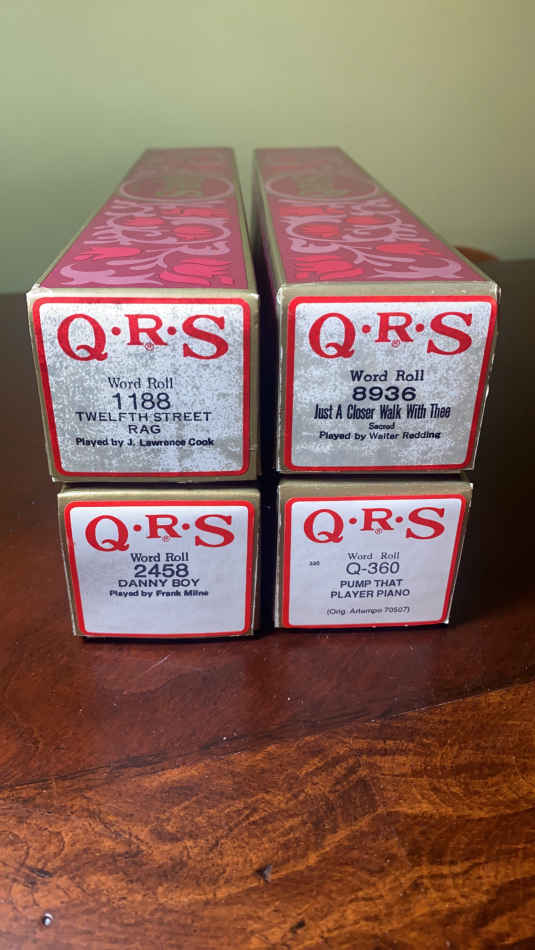 Q·R·S
®
Word Roll
1188
TWELFTH STREET
RAG
Played by J. Lawrence Cook
Q·R·S
®
Word Roll
8936
Just A Closer Walk With Thee
Sacred
Played by Walter Redding
Q·R·S
®
Word Roll
2458
DANNY BOY
Played by Frank Milne
Q·R·S
®
Word Roll
Q-360
PUMP THAT
PLAYER PIANO
(Orig. Artempo 70507)